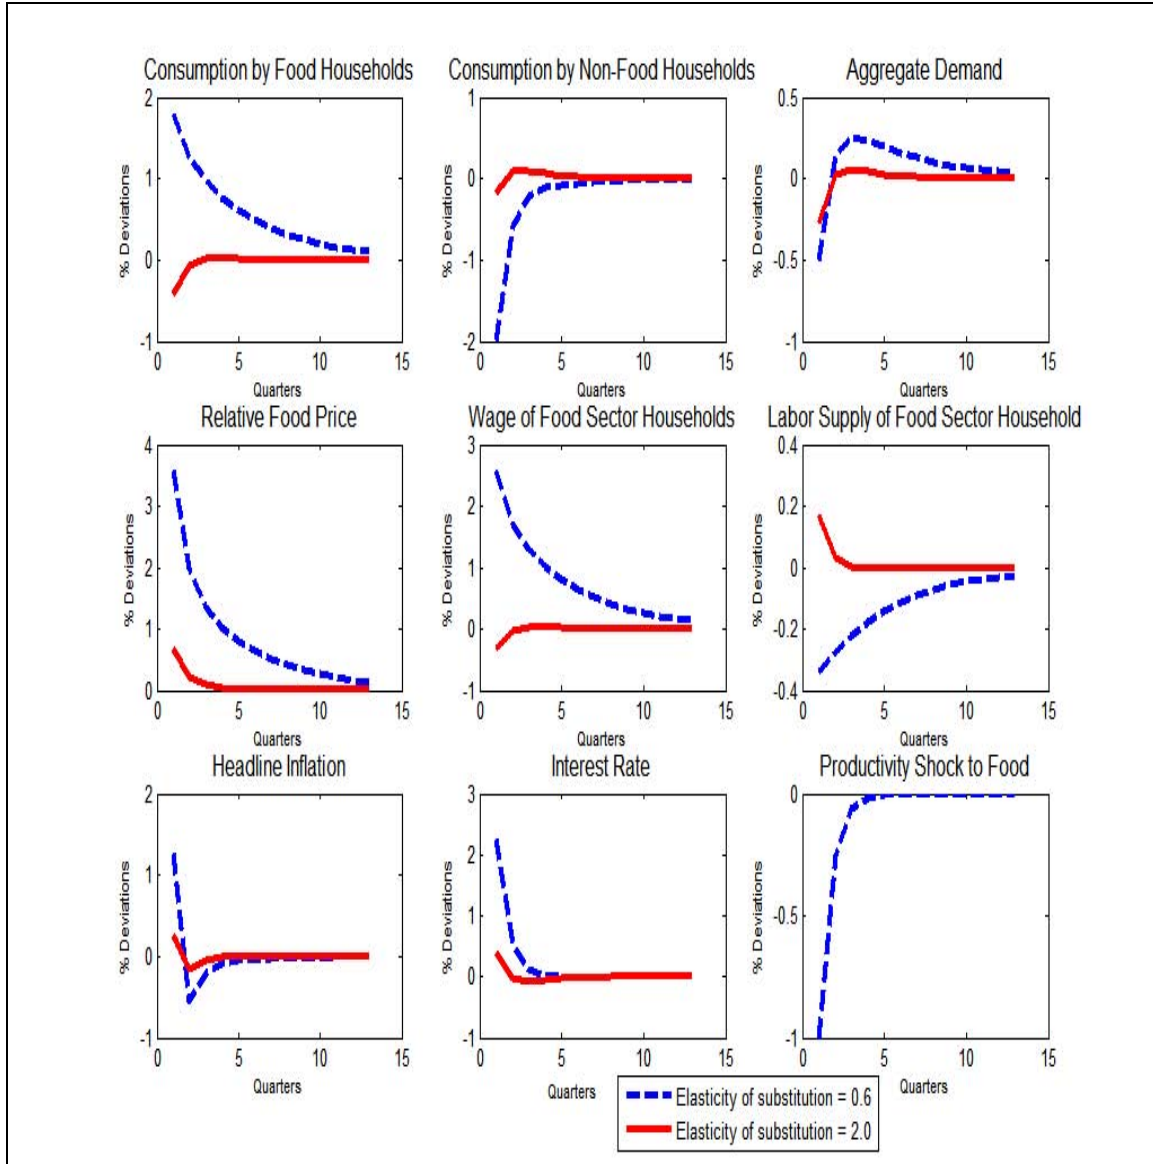 Consumption by Food Households
2
1
0
-1
% Deviations
0 5 10 15
Quarters
Consumption by Non-Food Households
1
0
-1
-2
% Deviations
0 5 10 15
Quarters
Aggregate Demand
0.5
0
-0.5
-1
% Deviations
0 5 10 15
Quarters
Relative Food Price
4
3
2
1
0
% Deviations
0 5 10 15
Quarters
Wage of Food Sector Households
3
2
1
0
-1
% Deviations
0 5 10 15
Quarters
Labor Supply of Food Sector Household
0.4
0.2
0
-0.2
-0.4
% Deviations
0 5 10 15
Quarters
Headline Inflation
2
1
0
-1
% Deviations
0 5 10 15
Quarters
Interest Rate
3
2
1
0
-1
% Deviations
0 5 10 15
Quarters
Productivity Shock to Food
0
-0.5
-1
% Deviations
0 5 10 15
Quarters
Elasticity of substitution = 0.6
Elasticity of substitution = 2.0